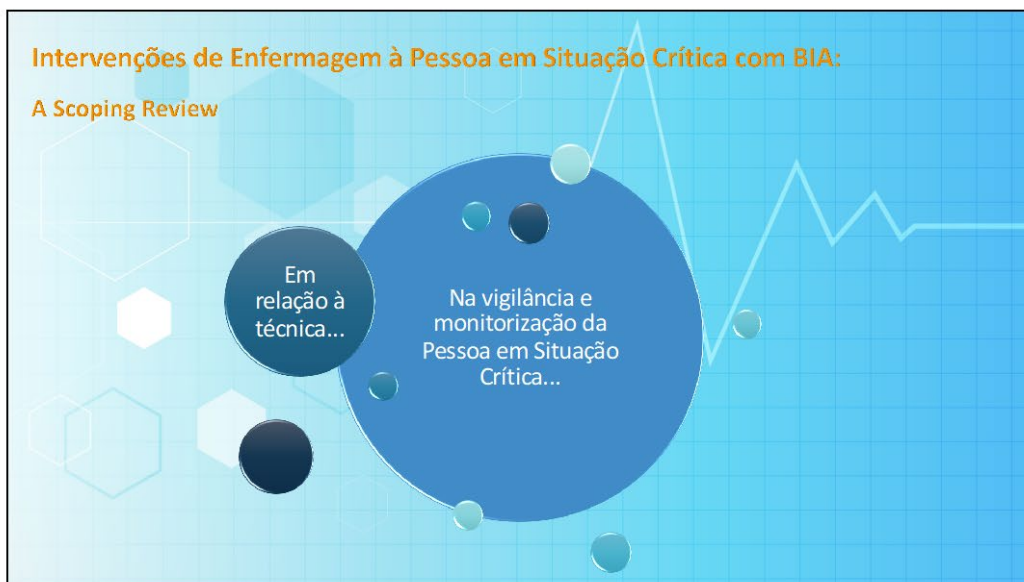 Intervenções de Enfermagem à Pessoa em Situação Crítica com BIA:
A Scoping Review
Em
relação à
técnica...
Na vigilância e
monitorização da
Pessoa em Situação
Crítica...